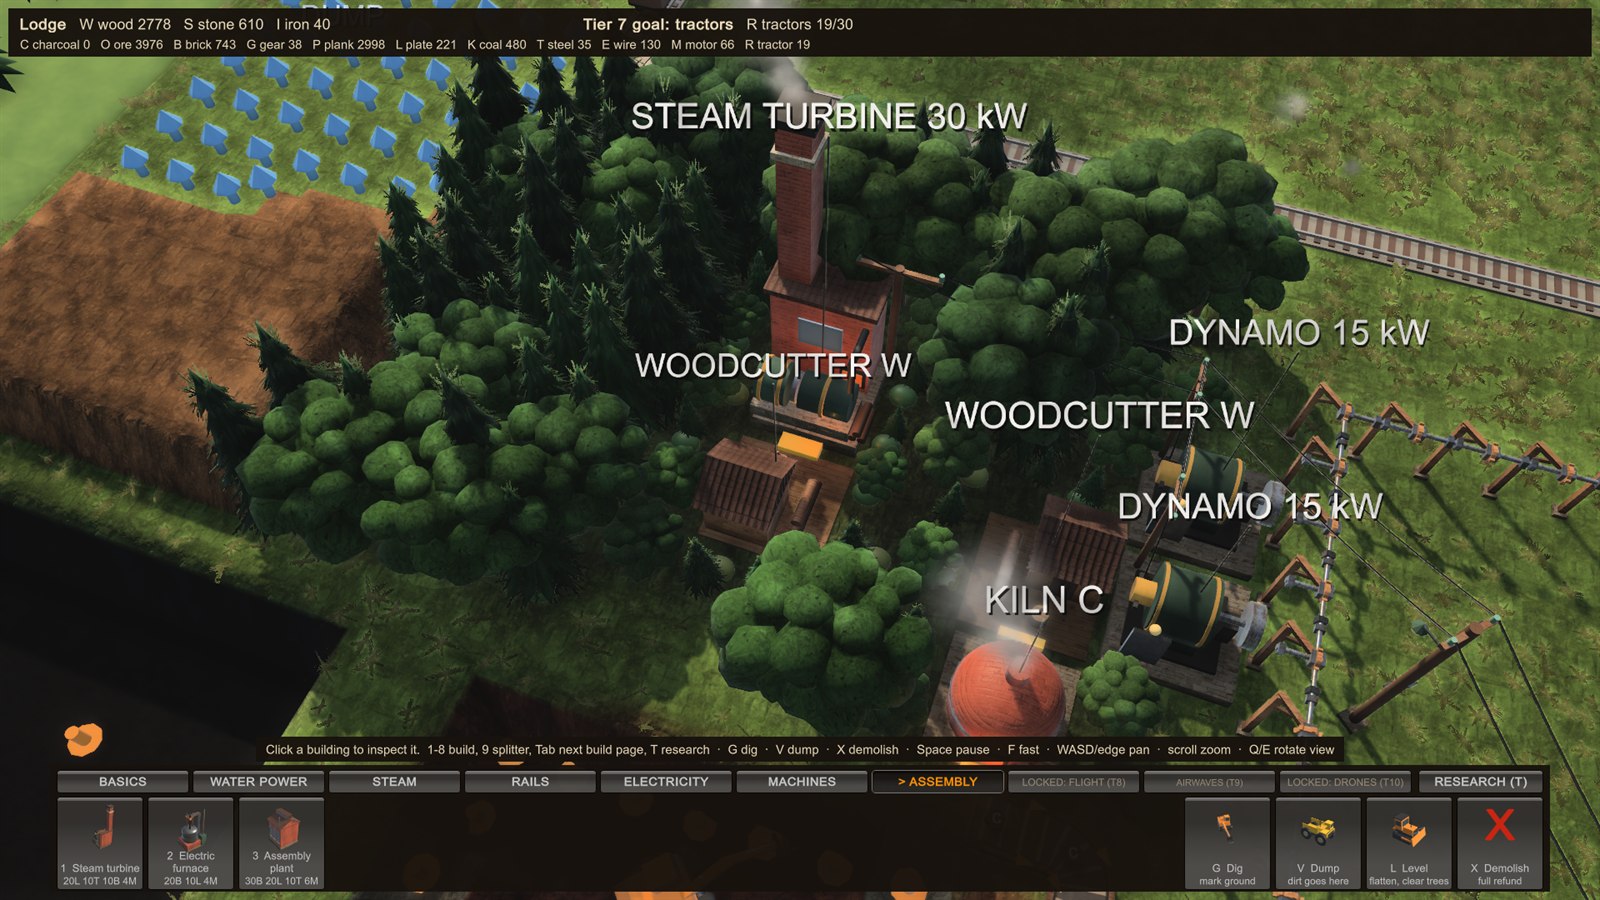 PUMP
Lodge W wood 2778 S stone 610 I iron 40
Tier 7 goal: tractors R tractors 19/30
C charcoal 0 O ore 3976 B brick 743 G gear 38 P plank 2998 L plate 221 K coal 480 T steel 35 E wire 130 M motor 66 R tractor 19
STEAM TURBINE 30 kW
DYNAMO 15 kW
WOODCUTTER W
WOODCUTTER W
DYNAMO 15 kW
KILN C
Click a building to inspect it. 1-8 build, 9 splitter, Tab next build page, T research · G dig · V dump · X demolish · Space pause · F fast · WASD/edge pan · scroll zoom · Q/E rotate view
BASICS
WATER POWER
STEAM
RAILS
ELECTRICITY
MACHINES
> ASSEMBLY
LOCKED: FLIGHT (T8)
AIRWAVES (T9)
LOCKED: DRONES (T10)
RESEARCH (T)
1 Steam turbine
20L 10T 10B 4M
2 Electric
furnace
20B 10L 4M
3 Assembly
plant
30B 20L 10T 6M
G Dig
mark ground
V Dump
dirt goes here
L Level
flatten, clear trees
X Demolish
full refund